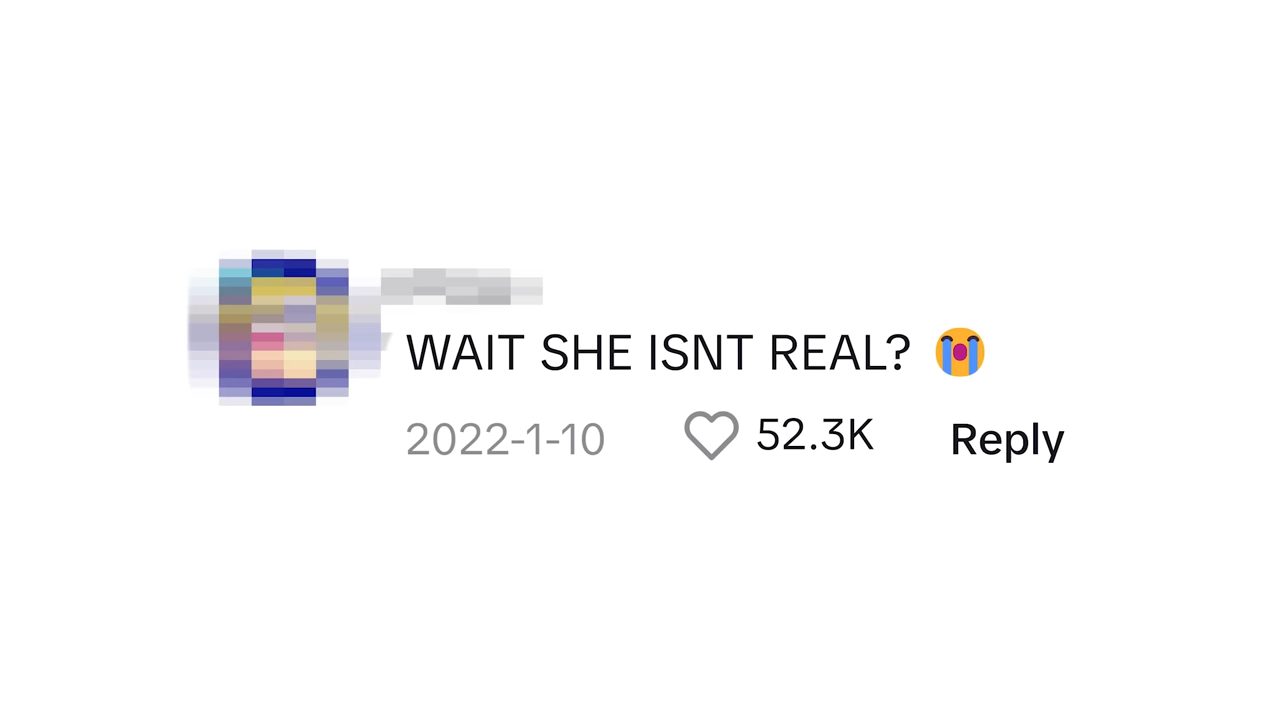 WAIT SHE ISNT REAL? 😭
2022-1-10 52.3K Reply